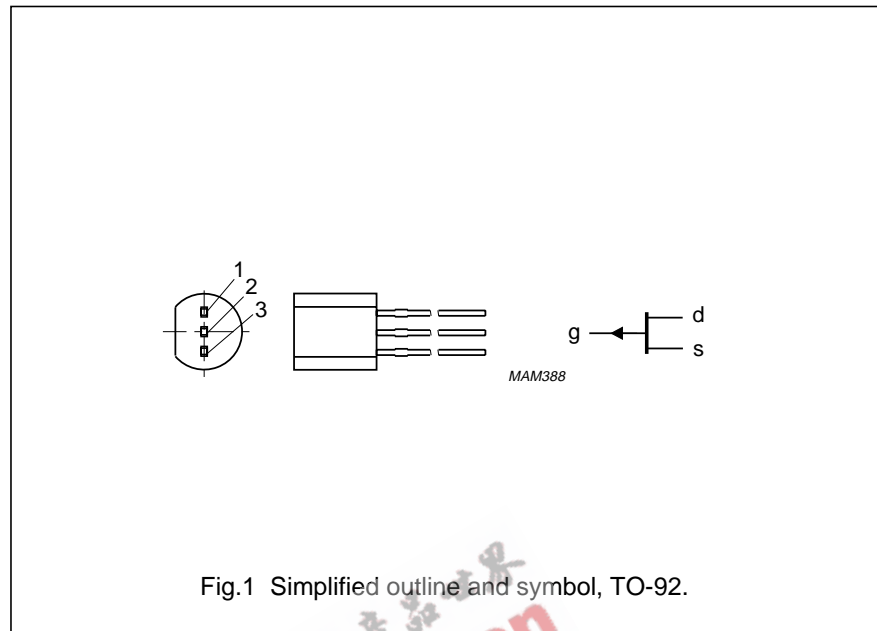 1
2
3
g
d
s
MAM388
Fig.1 Simplified outline and symbol, TO-92.